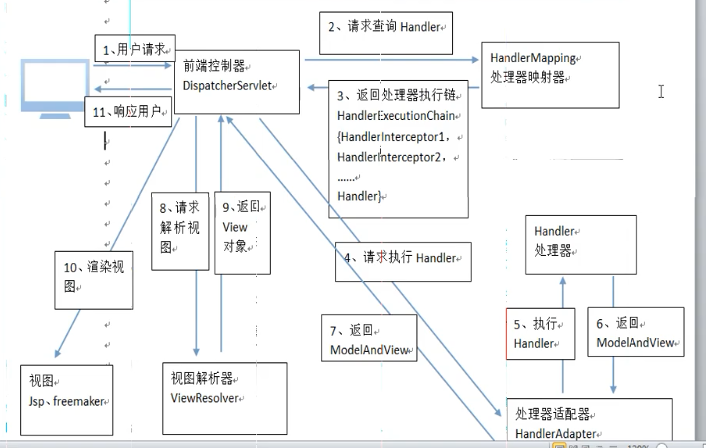 2、请求查询 Handler
1、用户请求
前端控制器
DispatcherServlet
HandlerMapping
处理器映射器
11、响应用户
3、返回处理器执行链
HandlerExecutionChain
{HandlerInterceptor1，
HandlerInterceptor2，
......
Handler}
8、请求
解析视
图
9、返回
View
对象
Handler
处理器
4、请求执行 Handler
10、渲染视
图
7、返回
ModelAndView
5、执行
Handler
6、返回
ModelAndView
视图
Jsp、freemaker
视图解析器
ViewResolver
处理器适配器
HandlerAdapter